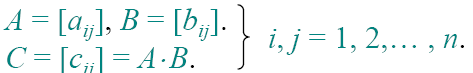 A = [aij], B = [bij]. } i, j = 1, 2,… , n.
C = [cij] = A·B.